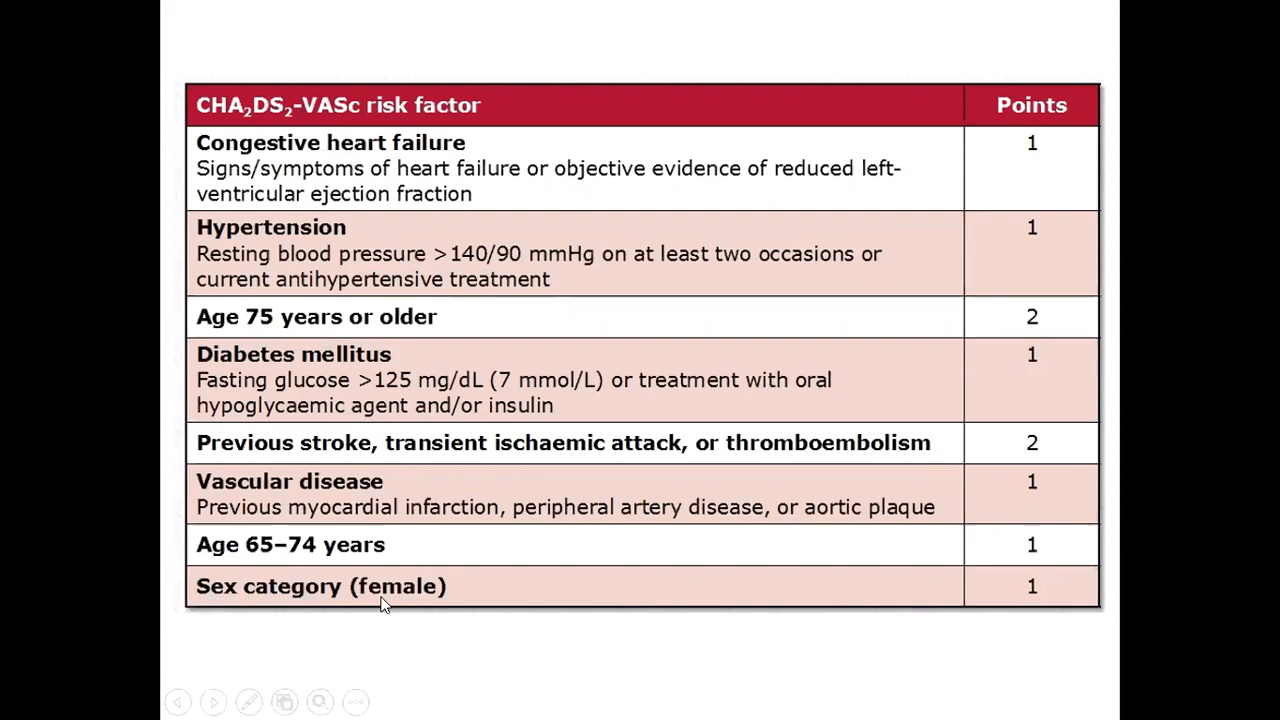 CHA₂DS₂-VASc risk factor Points
Congestive heart failure 1
Signs/symptoms of heart failure or objective evidence of reduced left-
ventricular ejection fraction
Hypertension 1
Resting blood pressure >140/90 mmHg on at least two occasions or
current antihypertensive treatment
Age 75 years or older 2
Diabetes mellitus 1
Fasting glucose >125 mg/dL (7 mmol/L) or treatment with oral
hypoglycaemic agent and/or insulin
Previous stroke, transient ischaemic attack, or thromboembolism 2
Vascular disease 1
Previous myocardial infarction, peripheral artery disease, or aortic plaque
Age 65–74 years 1
Sex category (female) 1